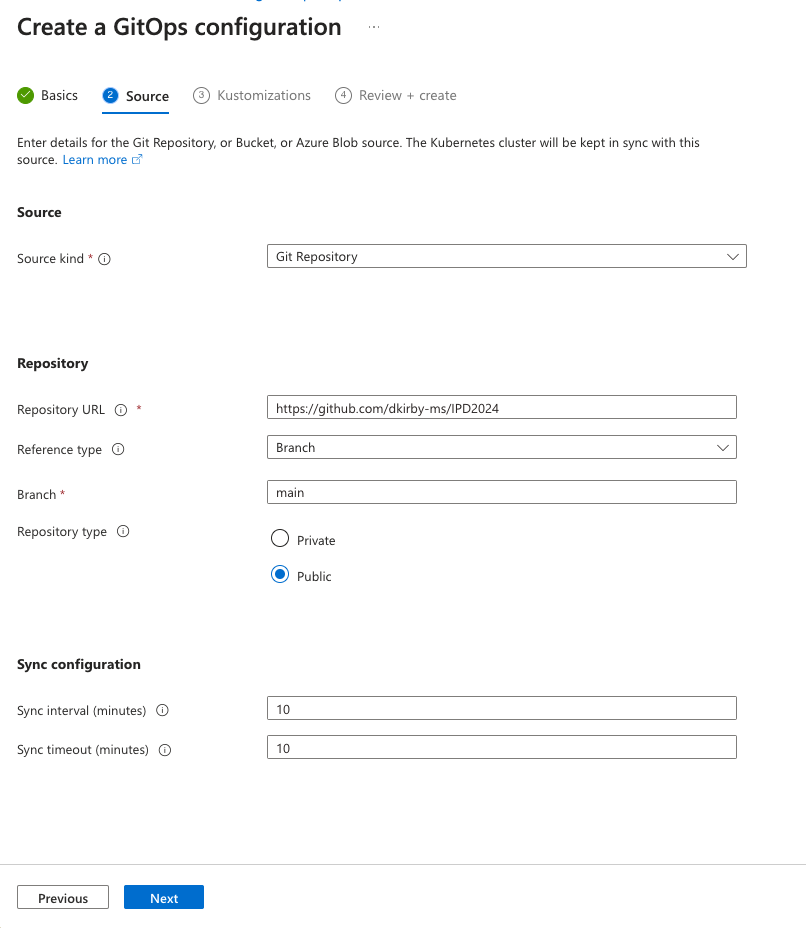 Create a GitOps configuration ...
Basics 2 Source 3 Kustomizations 4 Review + create
Enter details for the Git Repository, or Bucket, or Azure Blob source. The Kubernetes cluster will be kept in sync with this
source. Learn more
Source
Source kind * Git Repository
Repository
Repository URL * https://github.com/dkirby-ms/IPD2024
Reference type Branch
Branch * main
Repository type
Private
Public
Sync configuration
Sync interval (minutes) 10
Sync timeout (minutes) 10
Previous Next